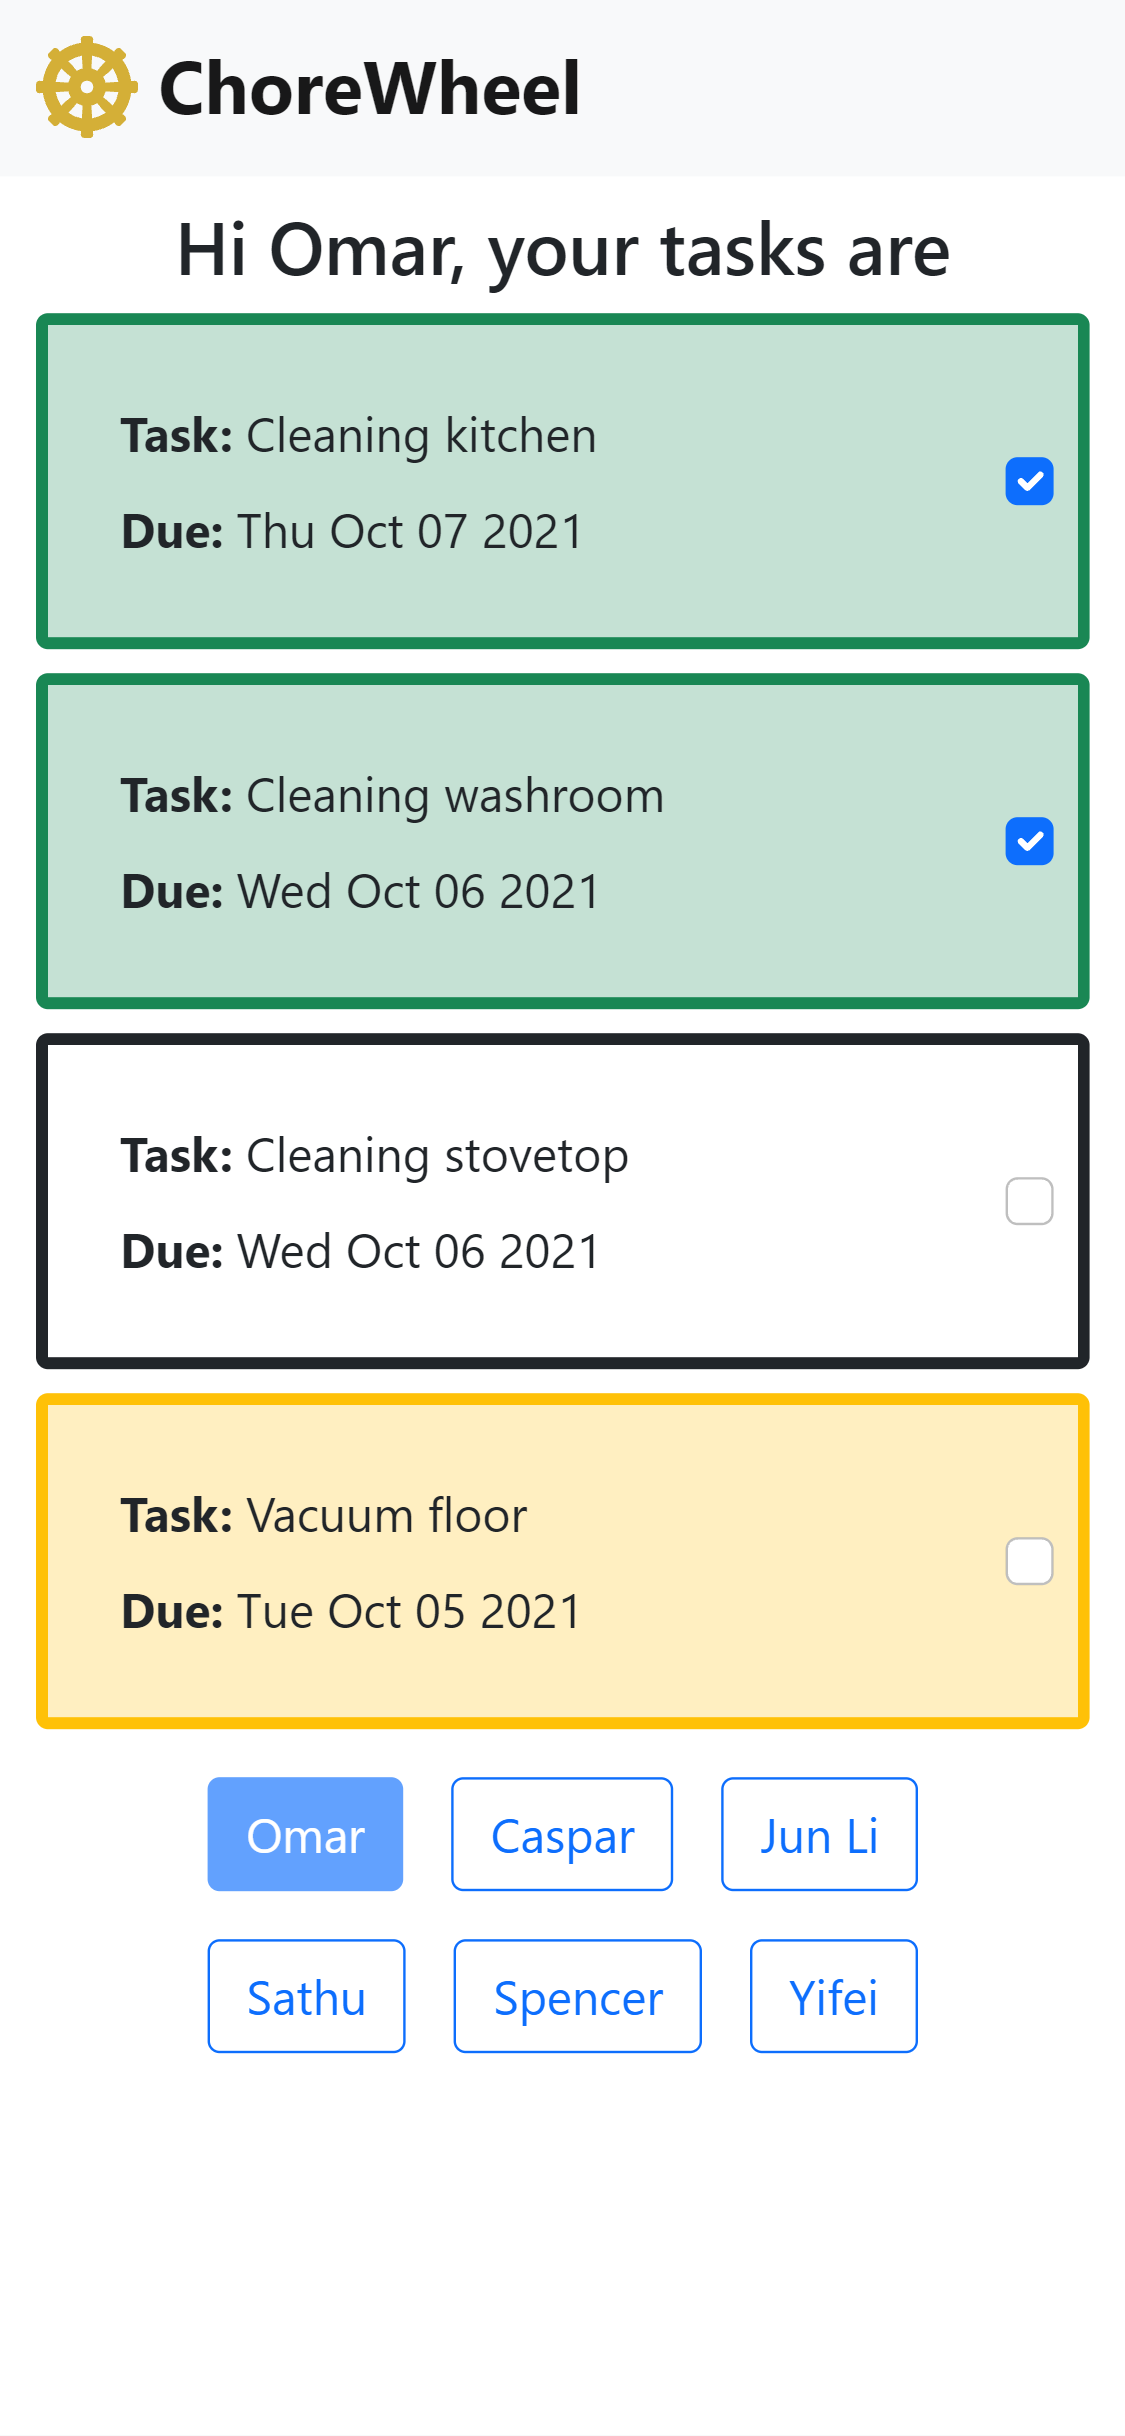 ChoreWheel
Hi Omar, your tasks are
Task: Cleaning kitchen
Due: Thu Oct 07 2021
Task: Cleaning washroom
Due: Wed Oct 06 2021
Task: Cleaning stovetop
Due: Wed Oct 06 2021
Task: Vacuum floor
Due: Tue Oct 05 2021
Omar Caspar Jun Li
Sathu Spencer Yifei